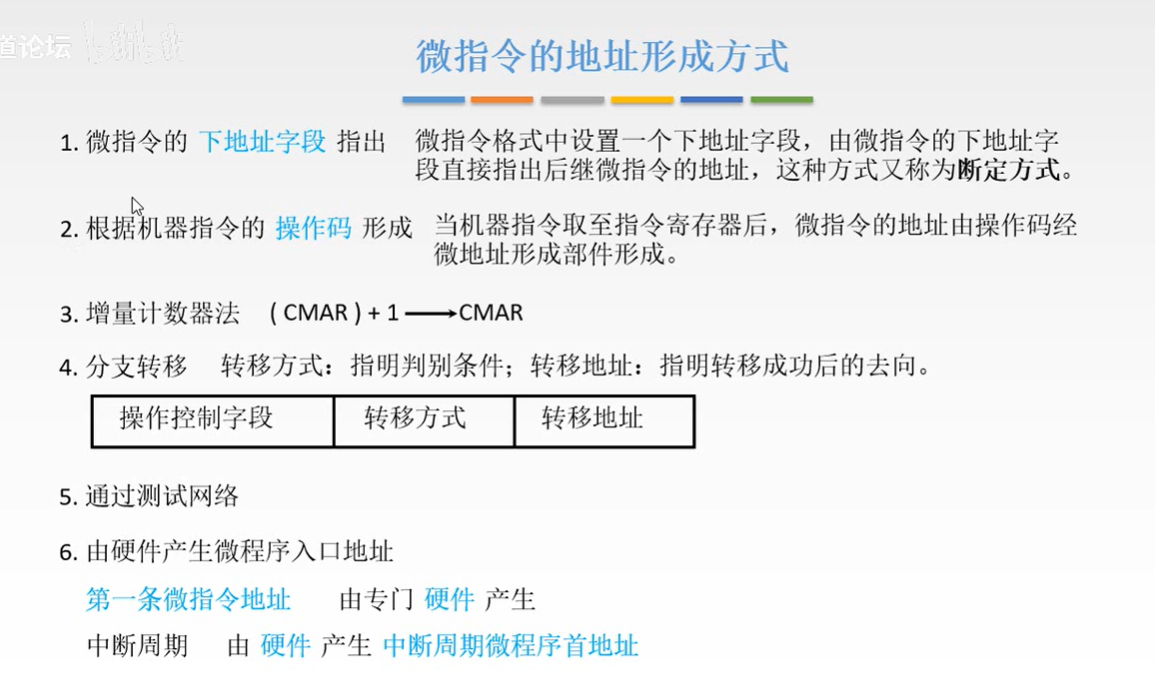 道论坛 bilibili
微指令的地址形成方式
1. 微指令的 下地址字段 指出 微指令格式中设置一个下地址字段，由微指令的下地址字
段直接指出后继微指令的地址，这种方式又称为断定方式。
2. 根据机器指令的 操作码 形成 当机器指令取至指令寄存器后，微指令的地址由操作码经
微地址形成部件形成。
3. 增量计数器法 ( CMAR ) + 1 → CMAR
4. 分支转移 转移方式：指明判别条件；转移地址：指明转移成功后的去向。
操作控制字段 转移方式 转移地址
5. 通过测试网络
6. 由硬件产生微程序入口地址
第一条微指令地址 由专门 硬件 产生
中断周期 由 硬件 产生 中断周期微程序首地址